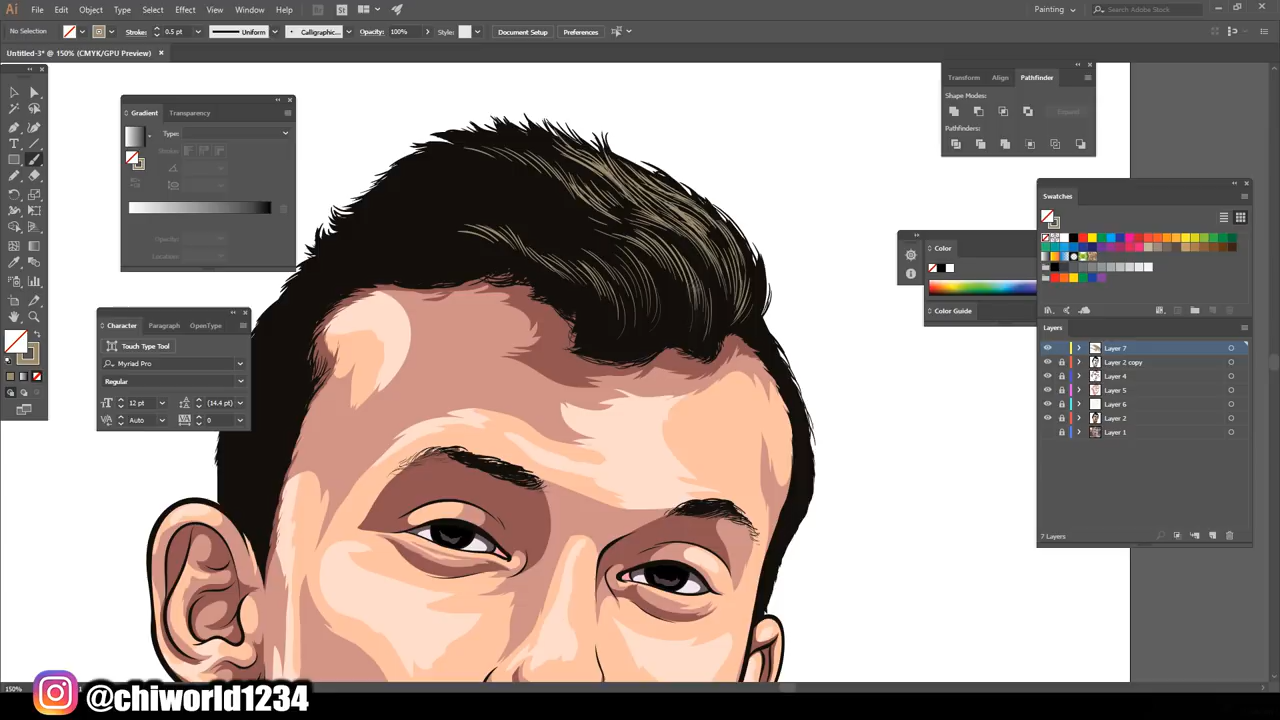 Ai File Edit Object Type Select Effect View Window Help Br St Painting Search Adobe Stock
No Selection Stroke: 0.5 pt Uniform Calligraphic... Opacity: 100% Style: Document Setup Preferences
Untitled-3* @ 150% (CMYK/GPU Preview)
Transform Align Pathfinder
Shape Modes:
Expand
Pathfinders:
Gradient Transparency
Type:
Stroke:
Opacity:
Location:
Swatches
Color
Color Guide
Character Paragraph OpenType
Touch Type Tool
Myriad Pro
Regular
12 pt (14.4 pt)
Auto 0
Layers
Layer 7
Layer 2 copy
Layer 4
Layer 5
Layer 6
Layer 2
Layer 1
7 Layers
150%
@chiworld1234